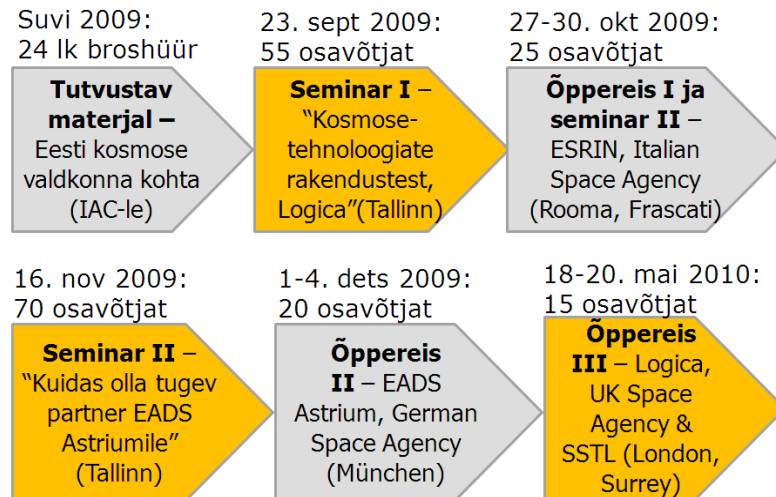 Suvi 2009:
24 lk broshüür
Tutvustav
materjal –
Eesti kosmose
valdkonna kohta
(IAC-le)
23. sept 2009:
55 osavõtjat
Seminar I –
“Kosmose-
tehnoloogiate
rakendustest,
Logica”(Tallinn)
27-30. okt 2009:
25 osavõtjat
Õppereis I ja
seminar II –
ESRIN, Italian
Space Agency
(Rooma, Frascati)
16. nov 2009:
70 osavõtjat
Seminar II –
“Kuidas olla tugev
partner EADS
Astriumile”
(Tallinn)
1-4. dets 2009:
20 osavõtjat
Õppereis
II – EADS
Astrium, German
Space Agency
(München)
18-20. mai 2010:
15 osavõtjat
Õppereis
III – Logica,
UK Space
Agency &
SSTL (London,
Surrey)